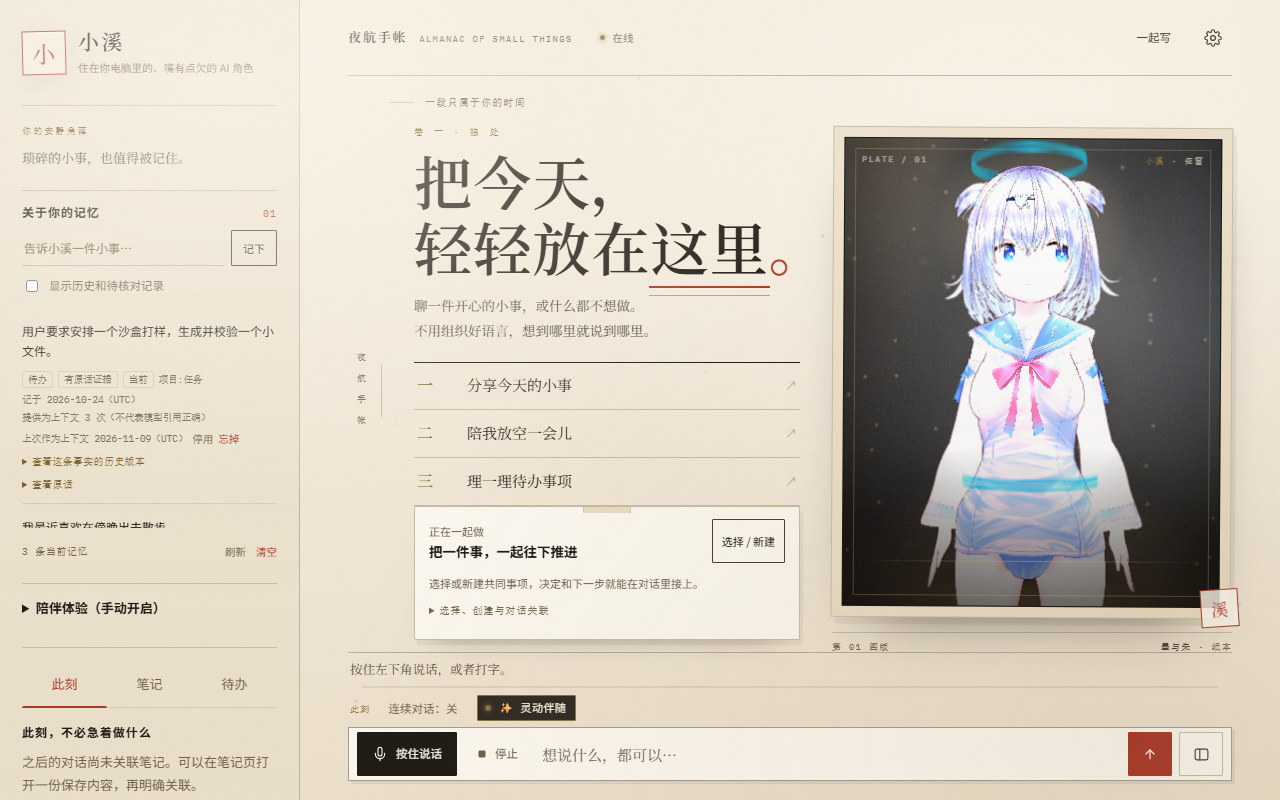 小
小溪
住在你电脑里的、嘴有点欠的 AI 角色
你的安静角落
琐碎的小事，也值得被记住。
关于你的记忆
01
告诉小溪一件小事…
记下
显示历史和待核对记录
用户要求安排一个沙盒打样，生成并校验一个小文件。
待办
有原话证据
当前
项目:任务
记于 2026-10-24 (UTC)
提供为上下文 3 次（不代表模型引用正确）
上次作为上下文 2026-11-09 (UTC)
停用
忘掉
查看这条事实的历史版本
查看原话
我最近喜欢在傍晚出去散步
3 条当前记忆
刷新
清空
陪伴体验（手动开启）
此刻
笔记
待办
此刻，不必急着做什么
之后的对话尚未关联笔记。可以在笔记页打开一份保存内容，再明确关联。
夜航手帐
ALMANAC OF SMALL THINGS
在线
一起写
一段只属于你的时间
卷 一 · 独 处
把今天，
轻轻放在这里。
聊一件开心的小事，或什么都不想做。
不用组织好语言，想到哪里就说到哪里。
夜航手帐
一
分享今天的小事
↗
二
陪我放空一会儿
↗
三
理一理待办事项
↗
正在一起做
把一件事，一起往下推进
选择 / 新建
选择或新建共同事项，决定和下一步就能在对话里接上。
选择、创建与对话关联
PLATE / 01
小溪 · 依窗
溪
第 01 图版
墨与朱 · 纸本
按住左下角说话，或者打字。
此刻
连续对话：关
✨ 灵动伴随
按住说话
停止
想说什么，都可以…